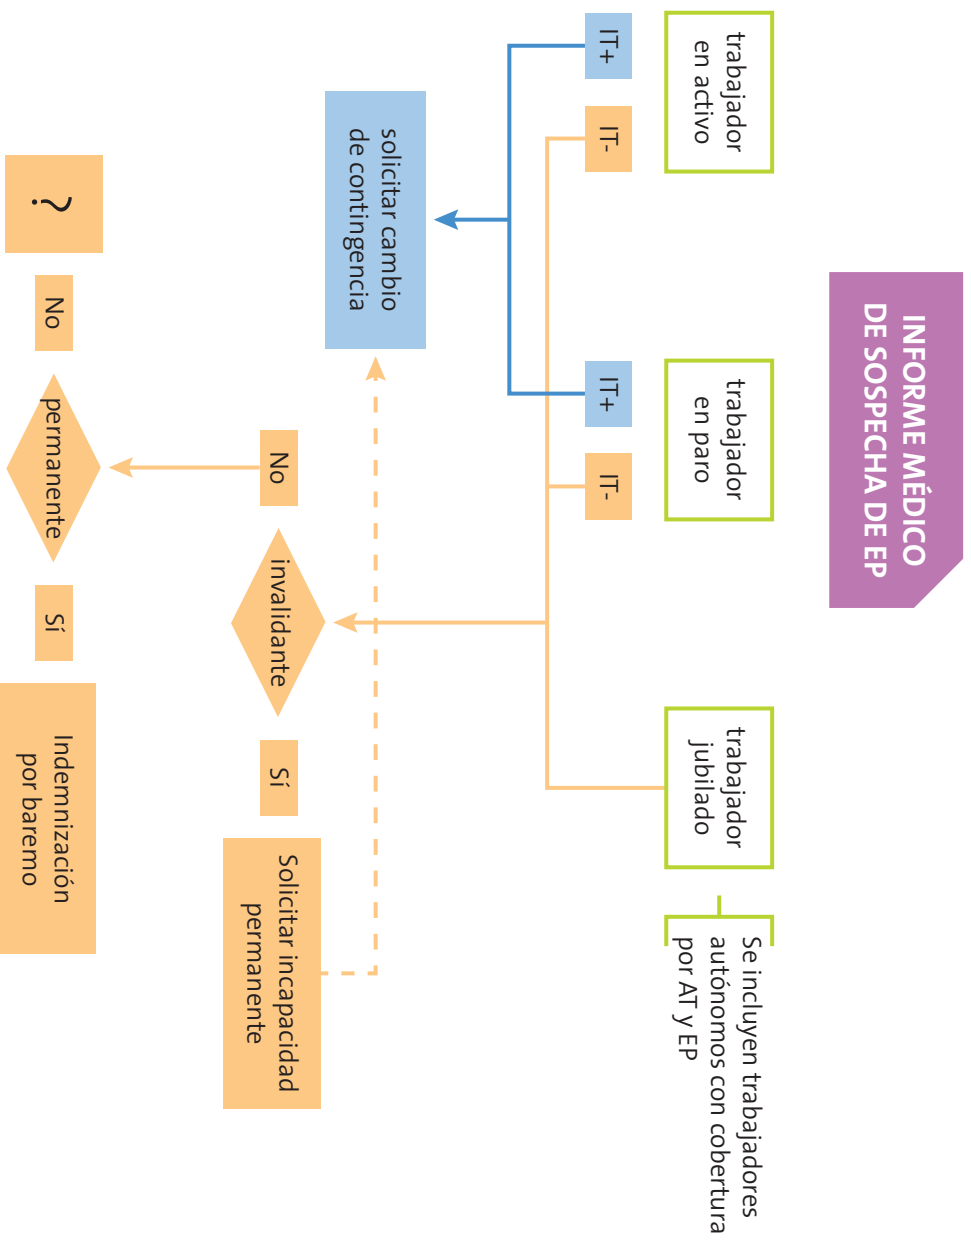 INFORME MÉDICO
DE SOSPECHA DE EP
trabajador
en activo
trabajador
en paro
trabajador
jubilado
Se incluyen trabajadores
autónomos con cobertura
por AT y EP
IT+
IT-
IT+
IT-
solicitar cambio
de contingencia
No
invalidante
Sí
Solicitar incapacidad
permanente
?
No
permanente
Sí
Indemnización
por baremo